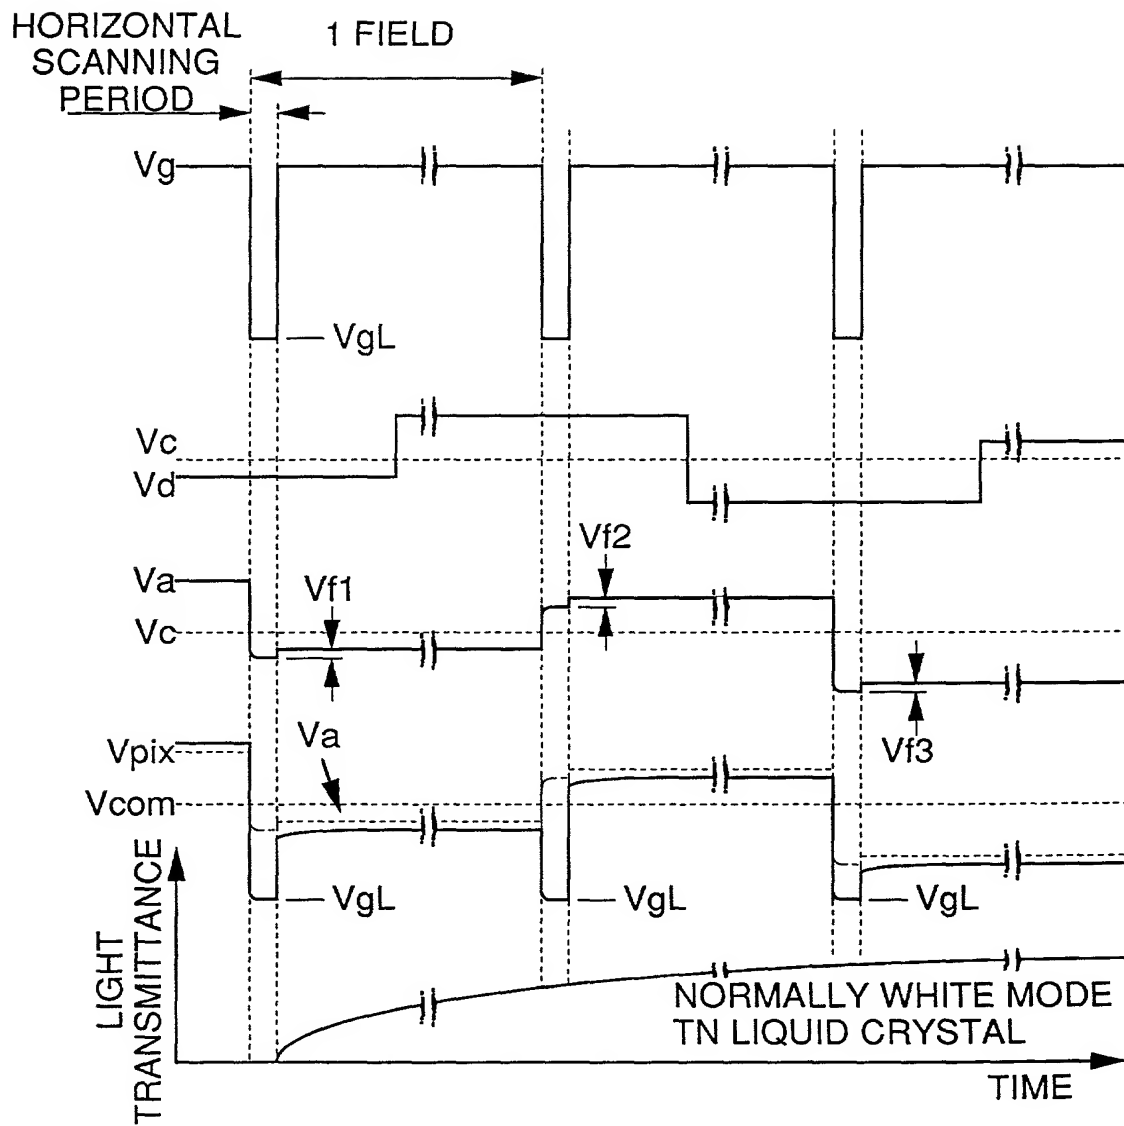 HORIZONTAL
SCANNING
PERIOD
1 FIELD
Vg
VgL
Vc
Vd
Vf2
Va
Vf1
Vc
Va
Vf3
Vpix
Vcom
VgL
VgL
VgL
LIGHT
TRANSMITTANCE
NORMALLY WHITE MODE
TN LIQUID CRYSTAL
TIME